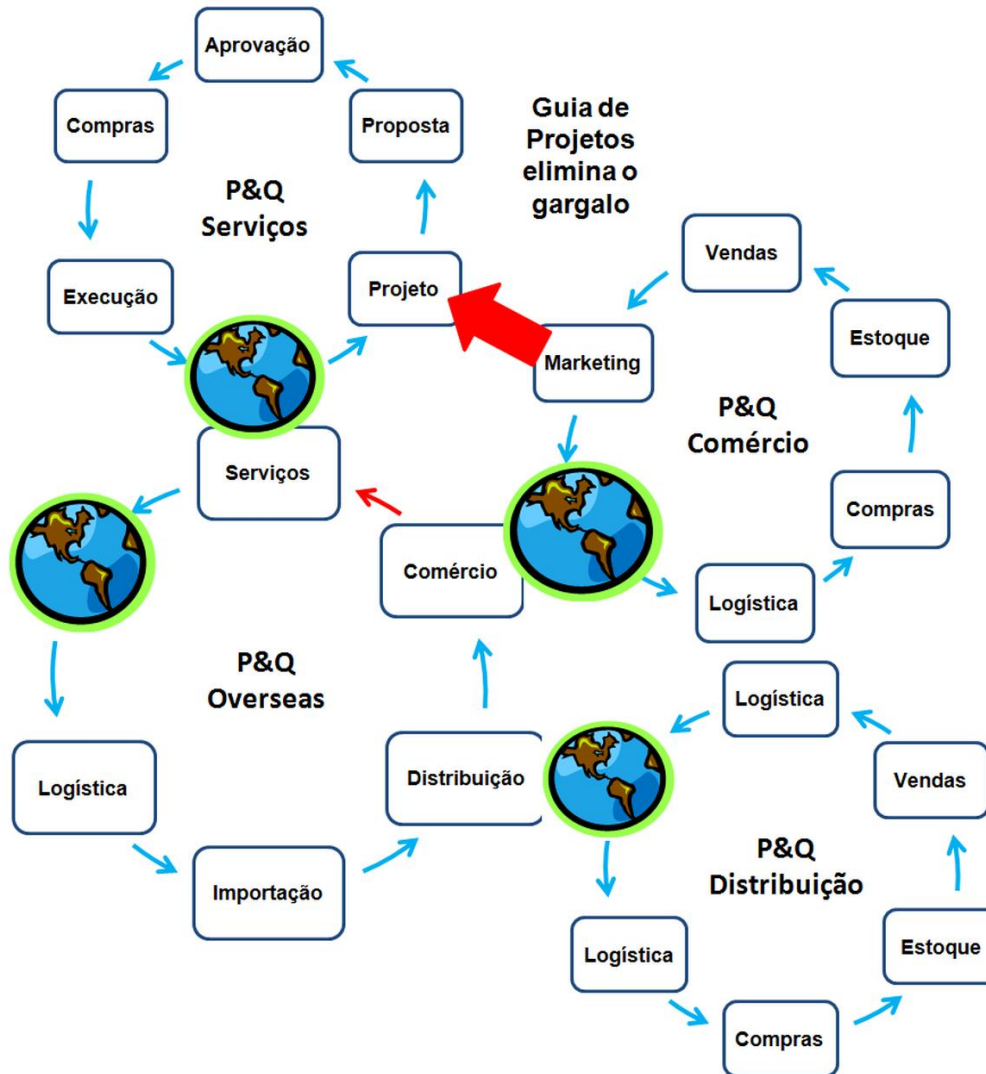 Aprovação
Compras
Proposta
Guia de
Projetos
elimina o
gargalo
P&Q
Serviços
Vendas
Execução
Projeto
Estoque
Marketing
P&Q
Comércio
Serviços
Compras
Comércio
Logística
P&Q
Overseas
Logística
Distribuição
Vendas
Logística
P&Q
Distribuição
Importação
Estoque
Logística
Compras